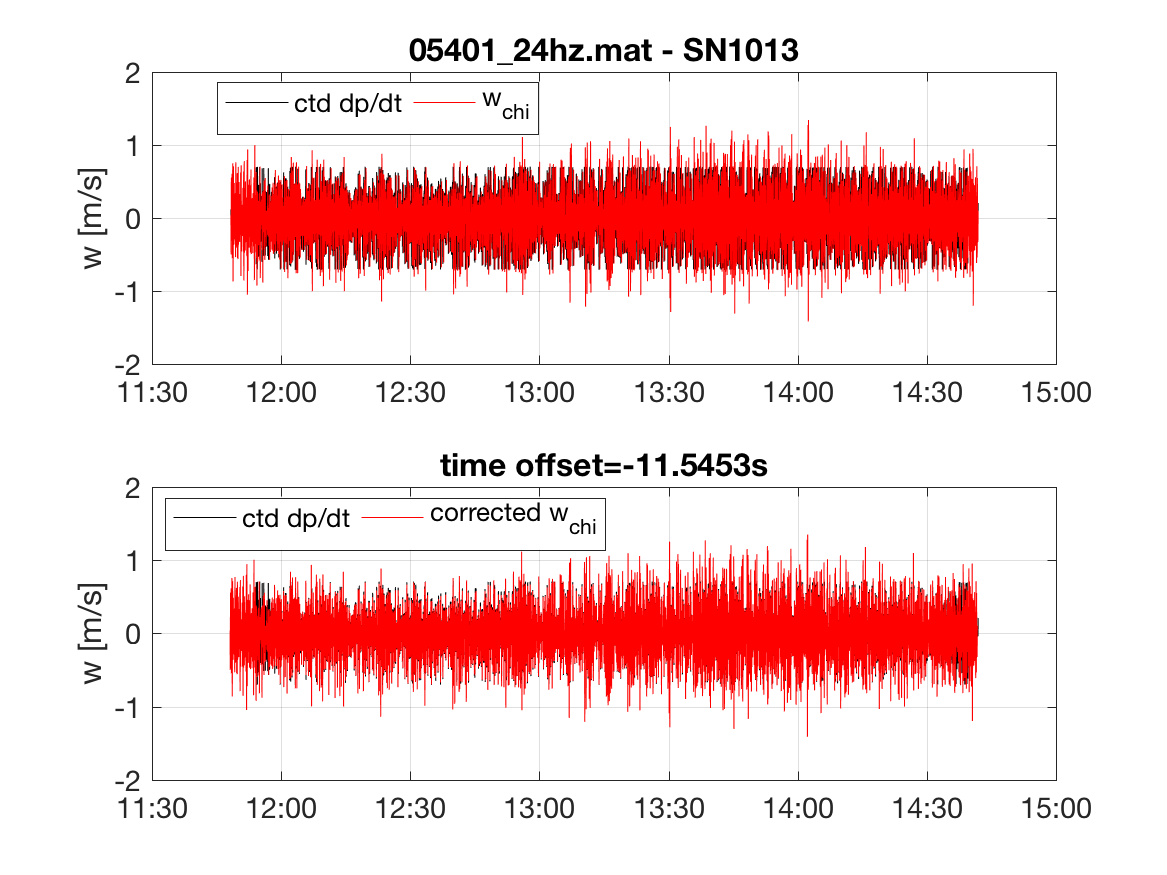 05401_24hz.mat - SN1013
ctd dp/dt w_chi
2
1
0
-1
-2
w [m/s]
11:30 12:00 12:30 13:00 13:30 14:00 14:30 15:00
time offset=-11.5453s
ctd dp/dt corrected w_chi
2
1
0
-1
-2
w [m/s]
11:30 12:00 12:30 13:00 13:30 14:00 14:30 15:00